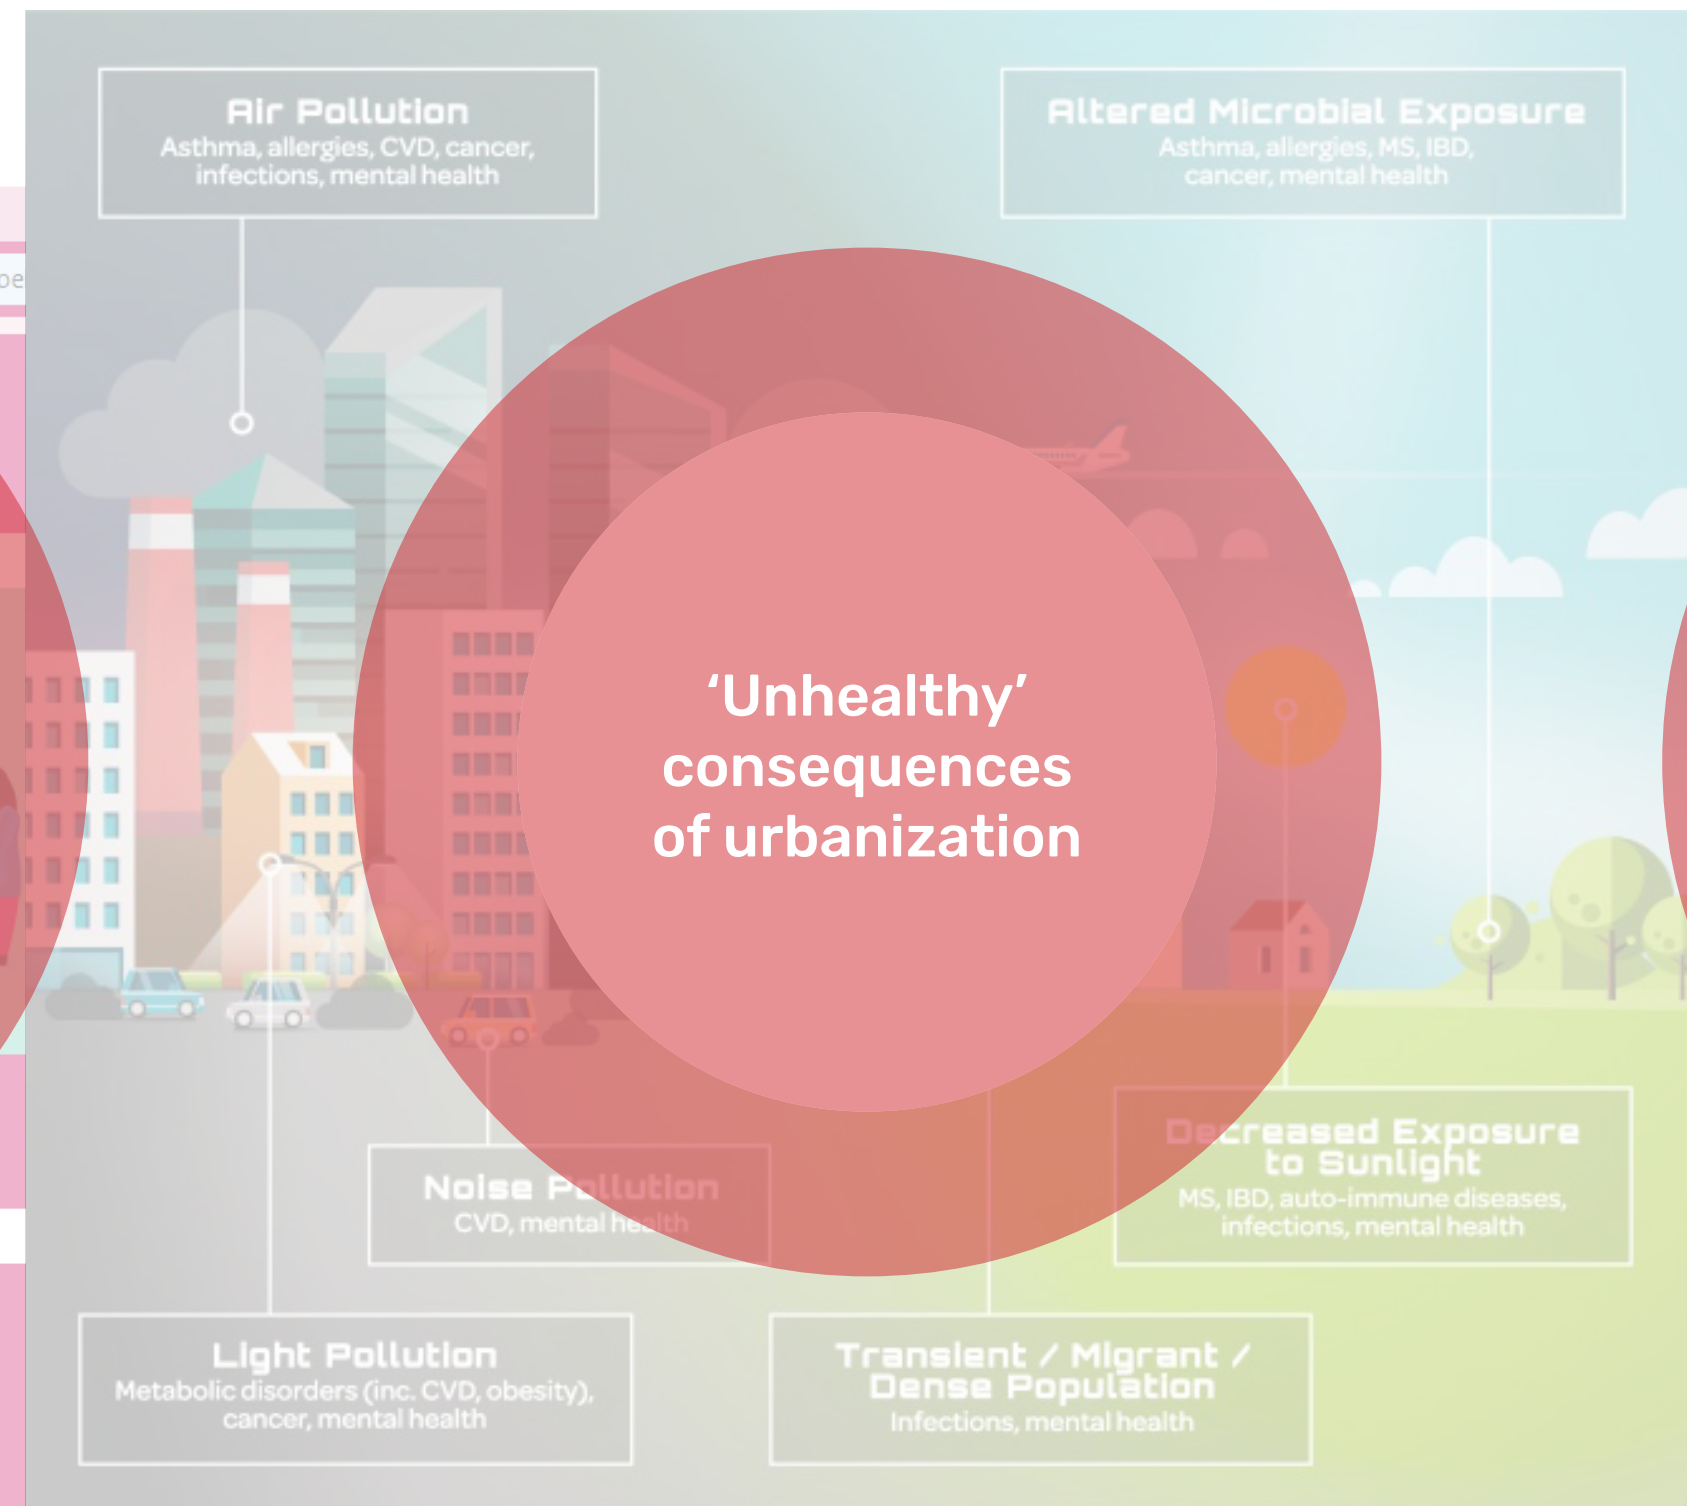 Air Pollution
Asthma, allergies, CVD, cancer,
infections, mental health
Altered Microbial Exposure
Asthma, allergies, MS, IBD,
cancer, mental health
‘Unhealthy’
consequences
of urbanization
Decreased Exposure
to Sunlight
MS, IBD, auto-immune diseases,
infections, mental health
Noise Pollution
CVD, mental health
Light Pollution
Metabolic disorders (inc. CVD, obesity),
cancer, mental health
Transient / Migrant /
Dense Population
Infections, mental health